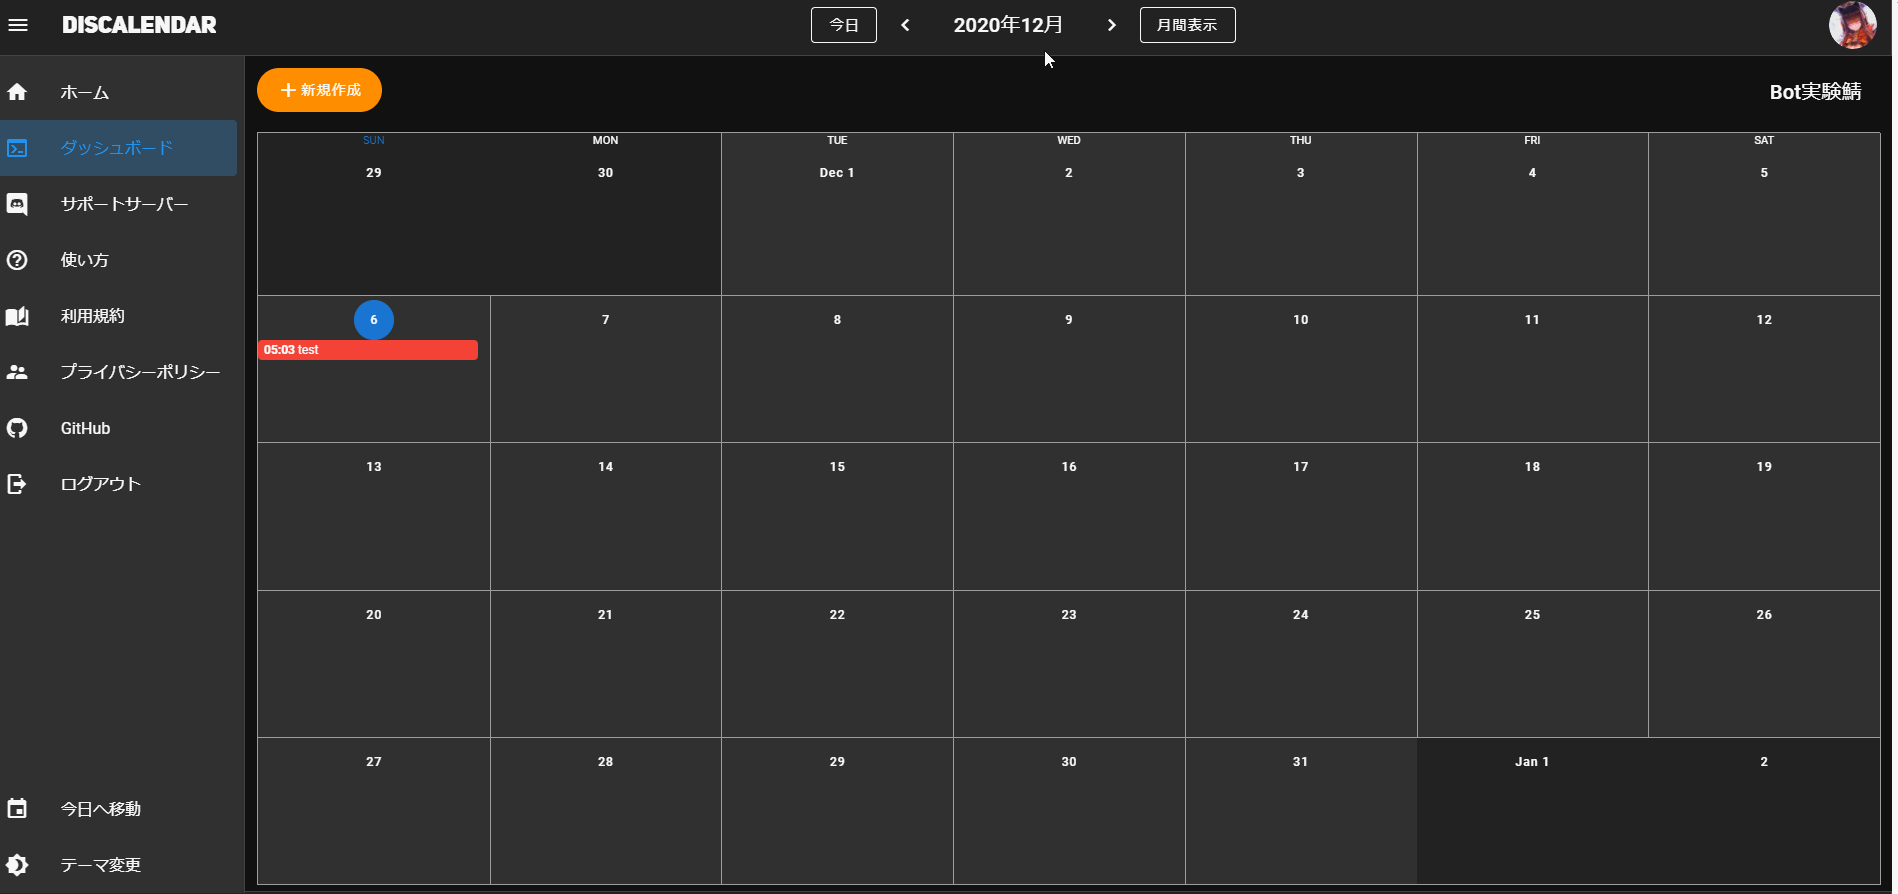 DISCALENDAR
今日
2020年12月
月間表示
ホーム
ダッシュボード
サポートサーバー
使い方
利用規約
プライバシーポリシー
GitHub
ログアウト
今日へ移動
テーマ変更
新規作成
Bot実験鯖
SUN MON TUE WED THU FRI SAT
29 30 Dec 1 2 3 4 5
6 7 8 9 10 11 12
05:03 test
13 14 15 16 17 18 19
20 21 22 23 24 25 26
27 28 29 30 31 Jan 1 2